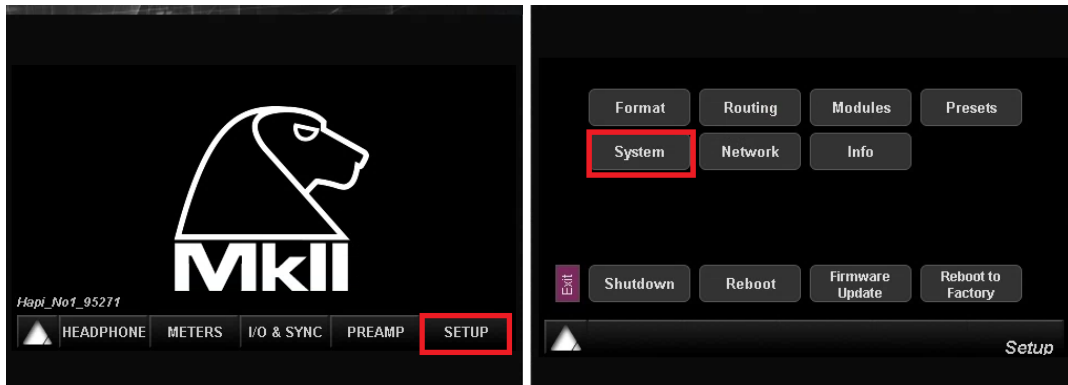 MkII
Hapi_No1_95271
HEADPHONE METERS I/O & SYNC PREAMP SETUP
Format Routing Modules Presets
System Network Info
Exit Shutdown Reboot Firmware Update Reboot to Factory
Setup